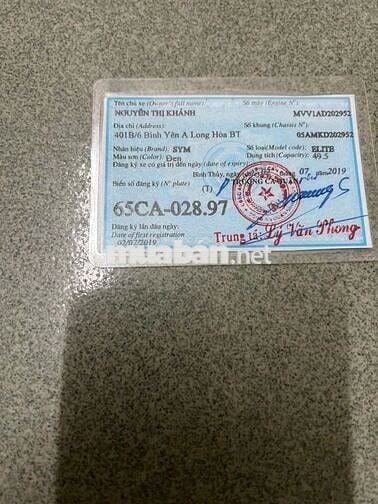 Tên chủ xe (Owner's full name): Số máy (Engine N°):
NGUYỄN THỊ KHÁNH MVV1AD202952
Địa chỉ (Address): Số khung (Chassis N°):
401B/6 Bình Yên A Long Hòa BT 05AMKD202952
Nhãn hiệu (Brand): SYM Số loại (Model code): ELITE
Màu sơn (Color): Đen Dung tích (Capacity): 49.5
Đăng ký xe có giá trị đến ngày (date of expiry)
Bình Thủy, 07 năm 2019
Biển số đăng ký (N° plate) (T) TRƯỞNG CA QUẬN
65CA-028.97
Đăng ký lần đầu ngày:
Date of first registration
02/07/2019
Trung tá: Lý Văn Phong
muaban.net